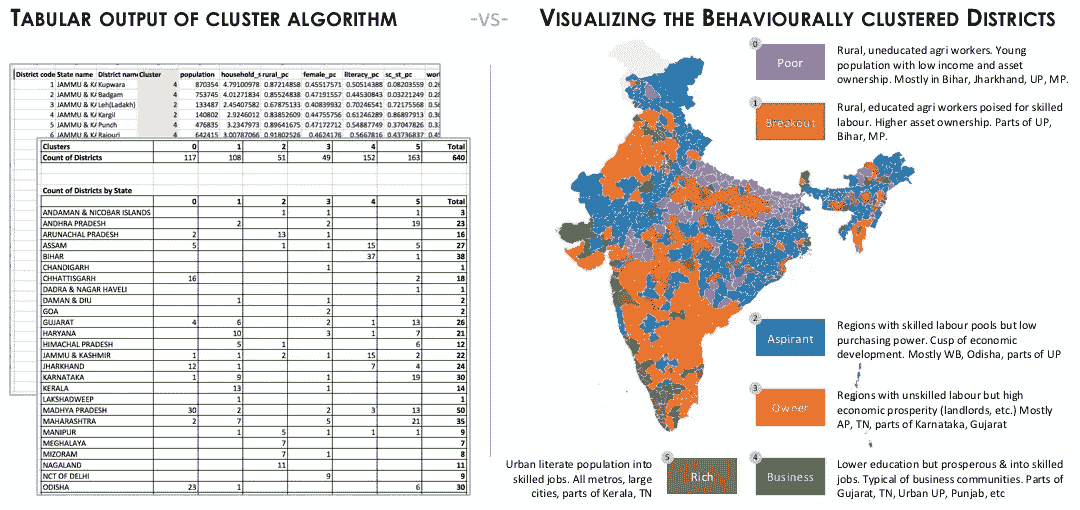 TABULAR OUTPUT OF CLUSTER ALGORITHM
-VS-
VISUALIZING THE BEHAVIOURALLY CLUSTERED DISTRICTS
District code State name District name Cluster population household_s rural_pc female_pc literacy_pc sc_st_pc wor
1 JAMMU & KA Kupwara 4 870354 4.79100978 0.87214858 0.45517571 0.50514388 0.08203559
2 JAMMU & KA Badgam 4 753745 4.01271834 0.85524838 0.47191557 0.44530843 0.03221249
3 JAMMU & KA Leh(Ladakh) 2 133487 2.45407582 0.67875133 0.40839932 0.70246541 0.72175568
4 JAMMU & KA Kargil 4 140802 2.9246012 0.83852609 0.44755756 0.61246289 0.86897913
5 JAMMU & KA Punch 4 476835 3.2347973 0.89641675 0.47172712 0.54887749 0.37047826
6 JAMMU & KA Rajouri 4 642415 3.00787066 0.91802526 0.4624176 0.5667816 0.43736837
Clusters 0 1 2 3 4 5 Total
Count of Districts 117 108 51 49 152 163 640
Count of Districts by State
0 1 2 3 4 5 Total
ANDAMAN & NICOBAR ISLANDS 1 1 1 3
ANDHRA PRADESH 2 2 19 23
ARUNACHAL PRADESH 2 13 1 16
ASSAM 5 1 1 15 5 27
BIHAR 37 1 38
CHANDIGARH 1 1
CHHATTISGARH 16 2 18
DADRA & NAGAR HAVELI 1 1
DAMAN & DIU 1 1 2
GOA 2 2
GUJARAT 4 6 2 1 13 26
HARYANA 10 3 1 7 21
HIMACHAL PRADESH 5 1 6 12
JAMMU & KASHMIR 1 1 2 1 15 2 22
JHARKHAND 12 1 7 4 24
KARNATAKA 1 9 1 19 30
KERALA 13 1 14
LAKSHADWEEP 1 1
MADHYA PRADESH 30 2 2 3 13 50
MAHARASHTRA 2 7 5 21 35
MANIPUR 1 5 1 1 1 9
MEGHALAYA 7 7
MIZORAM 7 1 8
NAGALAND 11 11
NCT OF DELHI 9 9
ODISHA 23 1 6 30
0
Poor
Rural, uneducated agri workers. Young
population with low income and asset
ownership. Mostly in Bihar, Jharkhand, UP, MP.
1
Breakout
Rural, educated agri workers poised for skilled
labour. Higher asset ownership. Parts of UP,
Bihar, MP.
2
Aspirant
Regions with skilled labour pools but low
purchasing power. Cusp of economic
development. Mostly WB, Odisha, parts of UP
3
Owner
Regions with unskilled labour but high
economic prosperity (landlords, etc.) Mostly
AP, TN, parts of Karnataka, Gujarat
Urban literate population into
skilled jobs. All metros, large
cities, parts of Kerala, TN
5
Rich
4
Business
Lower education but prosperous & into skilled
jobs. Typical of business communities. Parts of
Gujarat, TN, Urban UP, Punjab, etc